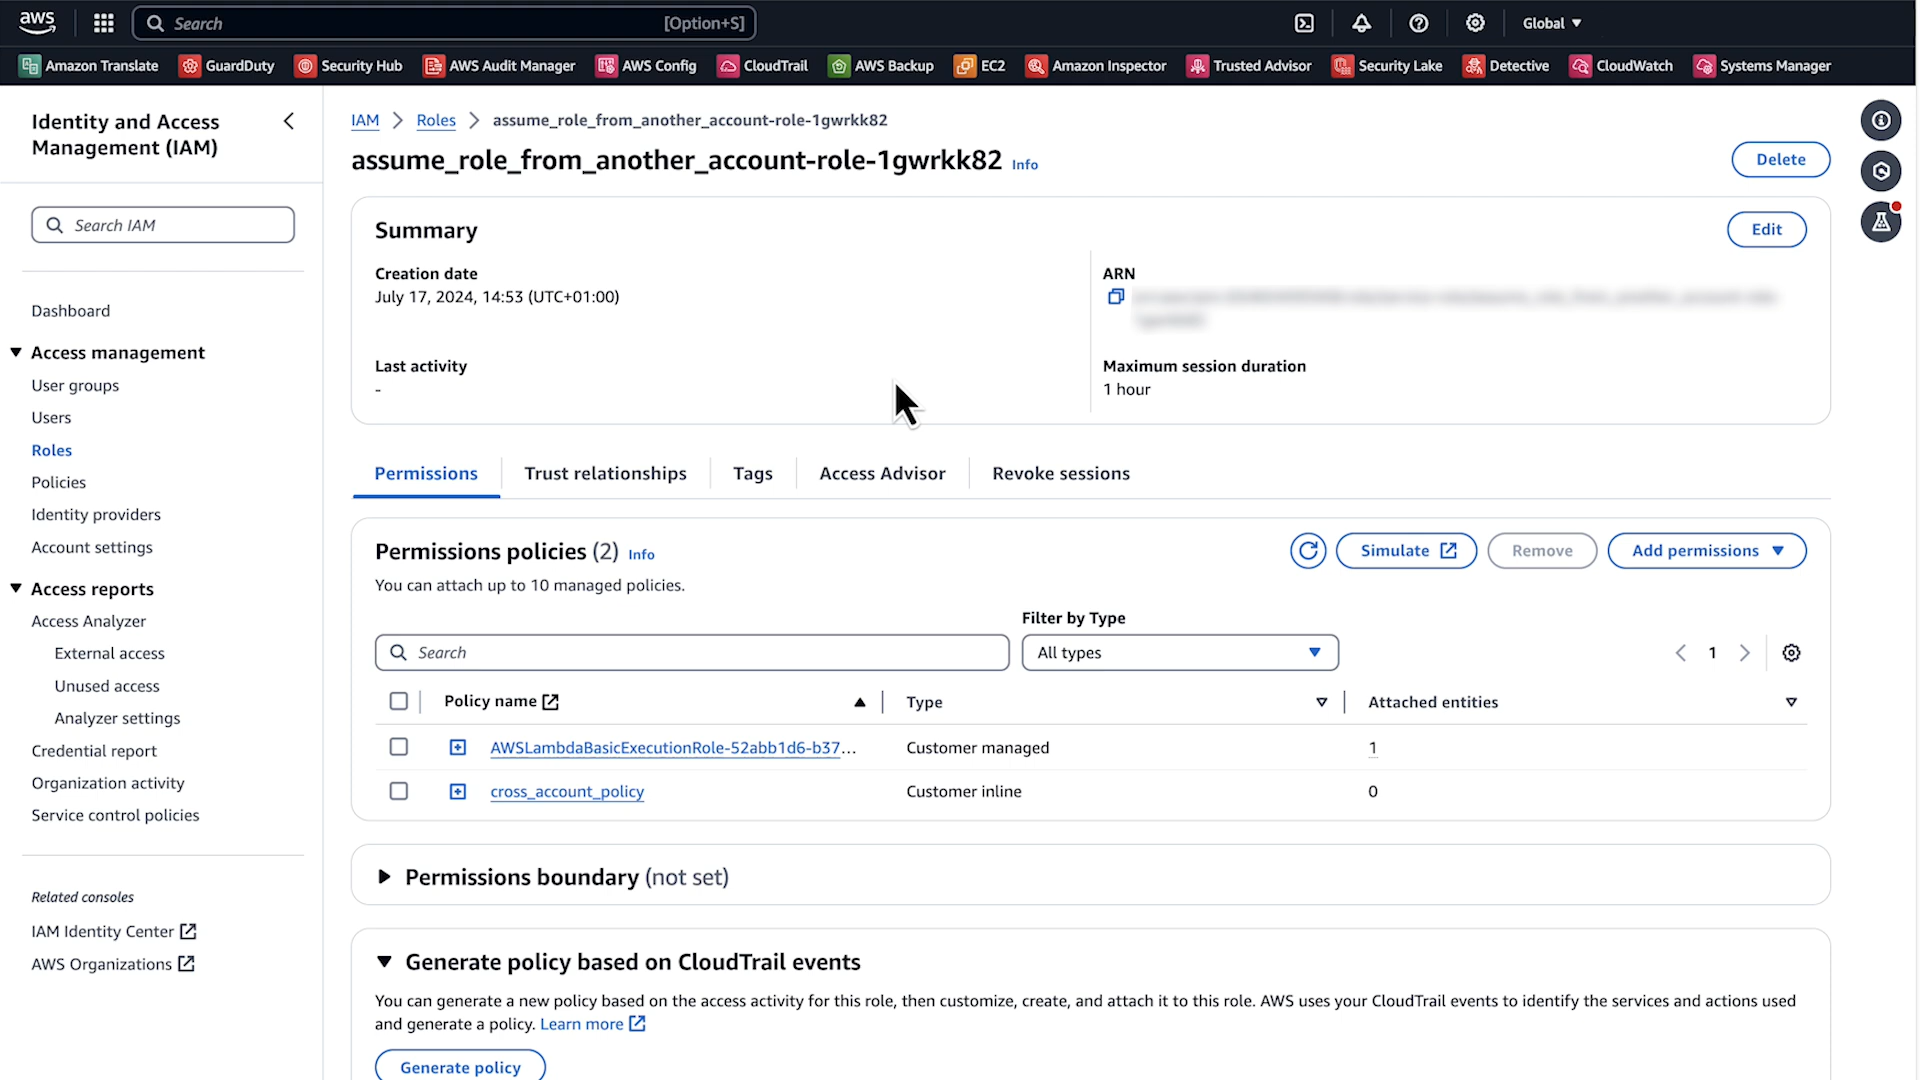 aws
Search [Option+S]
Global
Amazon Translate GuardDuty Security Hub AWS Audit Manager AWS Config CloudTrail AWS Backup EC2 Amazon Inspector Trusted Advisor Security Lake Detective CloudWatch Systems Manager
Identity and Access
Management (IAM)
Search IAM
Dashboard
Access management
User groups
Users
Roles
Policies
Identity providers
Account settings
Access reports
Access Analyzer
External access
Unused access
Analyzer settings
Credential report
Organization activity
Service control policies
Related consoles
IAM Identity Center
AWS Organizations
IAM Roles assume_role_from_another_account-role-1gwrkk82
assume_role_from_another_account-role-1gwrkk82 Info
Delete
Summary
Edit
Creation date
July 17, 2024, 14:53 (UTC+01:00)
ARN
Last activity
-
Maximum session duration
1 hour
Permissions Trust relationships Tags Access Advisor Revoke sessions
Permissions policies (2) Info
Simulate Remove Add permissions
You can attach up to 10 managed policies.
Filter by Type
Search
All types
1
Policy name Type Attached entities
AWSLambdaBasicExecutionRole-52abb1d6-b37... Customer managed 1
cross_account_policy Customer inline 0
Permissions boundary (not set)
Generate policy based on CloudTrail events
You can generate a new policy based on the access activity for this role, then customize, create, and attach it to this role. AWS uses your CloudTrail events to identify the services and actions used
and generate a policy. Learn more
Generate policy